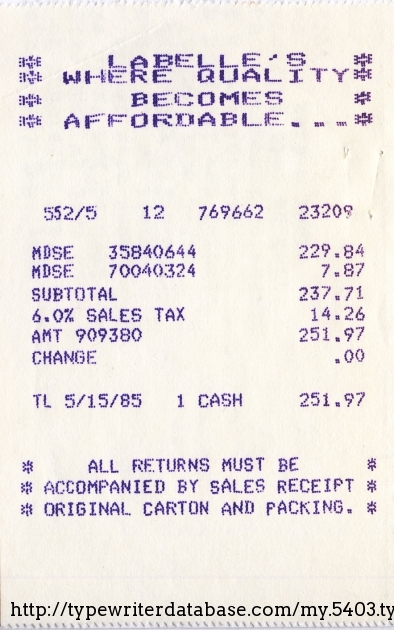 * LABELLE'S *
* WHERE QUALITY *
* BECOMES *
* AFFORDABLE... *
552/5 12 769662 23209
MDSE 35840644 229.84
MDSE 70040324 7.87
SUBTOTAL 237.71
6.0% SALES TAX 14.26
AMT 909380 251.97
CHANGE .00
TL 5/15/85 1 CASH 251.97
* ALL RETURNS MUST BE *
* ACCOMPANIED BY SALES RECEIPT *
* ORIGINAL CARTON AND PACKING. *
http://typewriterdatabase.com/my.5403.ty